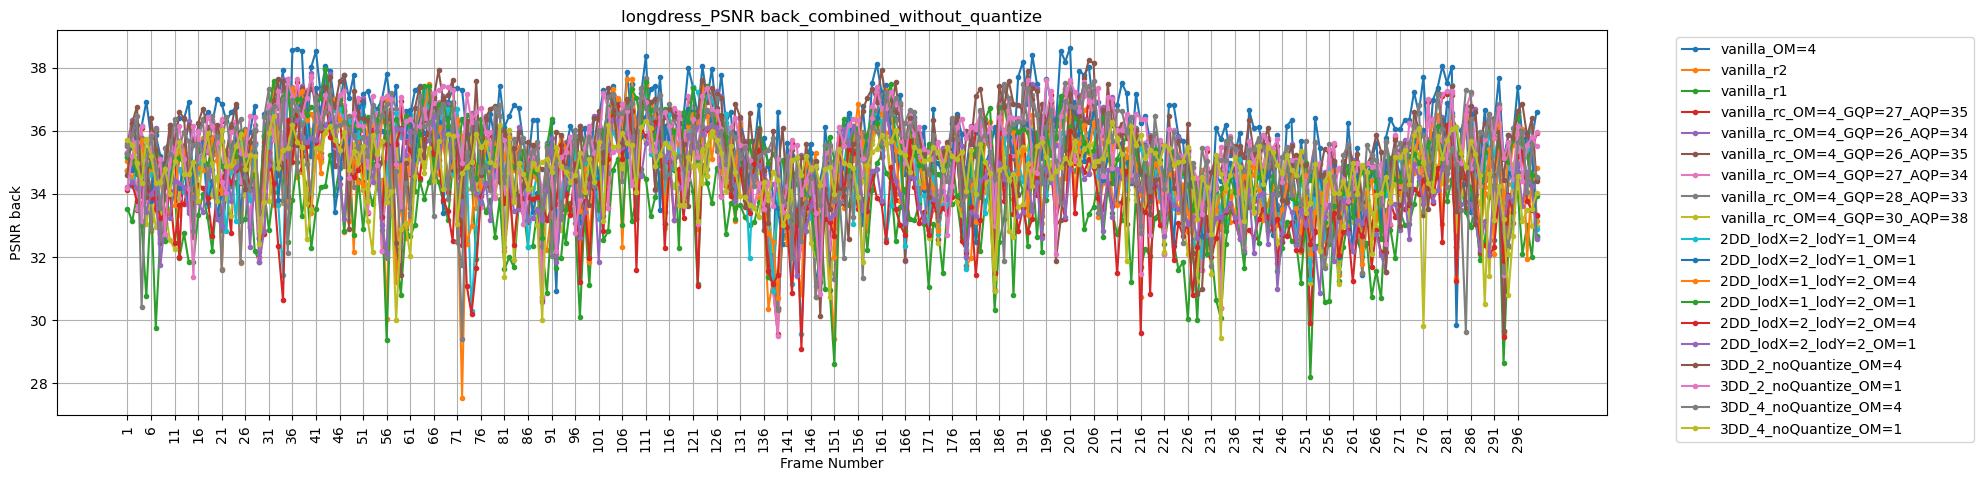 longdress_PSNR back_combined_without_quantize
PSNR back
38
36
34
32
30
28
1 6 11 16 21 26 31 36 41 46 51 56 61 66 71 76 81 86 91 96 101 106 111 116 121 126 131 136 141 146 151 156 161 166 171 176 181 186 191 196 201 206 211 216 221 226 231 236 241 246 251 256 261 266 271 276 281 286 291 296
Frame Number
vanilla_OM=4
vanilla_r2
vanilla_r1
vanilla_rc_OM=4_GQP=27_AQP=35
vanilla_rc_OM=4_GQP=26_AQP=34
vanilla_rc_OM=4_GQP=26_AQP=35
vanilla_rc_OM=4_GQP=27_AQP=34
vanilla_rc_OM=4_GQP=28_AQP=33
vanilla_rc_OM=4_GQP=30_AQP=38
2DD_lodX=2_lodY=1_OM=4
2DD_lodX=2_lodY=1_OM=1
2DD_lodX=1_lodY=2_OM=4
2DD_lodX=1_lodY=2_OM=1
2DD_lodX=2_lodY=2_OM=4
2DD_lodX=2_lodY=2_OM=1
3DD_2_noQuantize_OM=4
3DD_2_noQuantize_OM=1
3DD_4_noQuantize_OM=4
3DD_4_noQuantize_OM=1